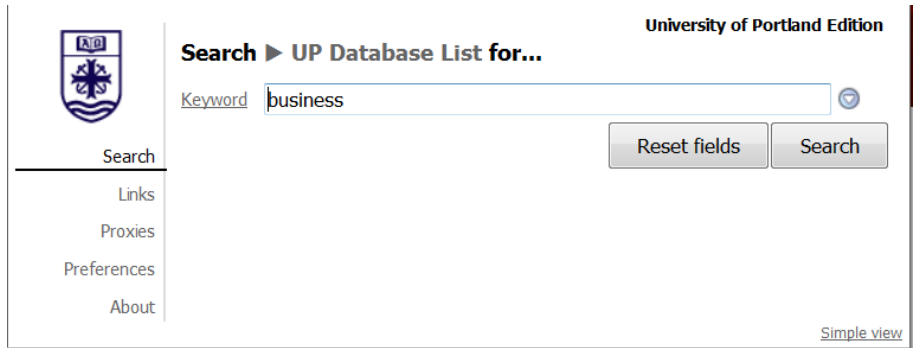 University of Portland Edition
Search ▶ UP Database List for...
Keyword business
Reset fields Search
Search
Links
Proxies
Preferences
About
Simple view